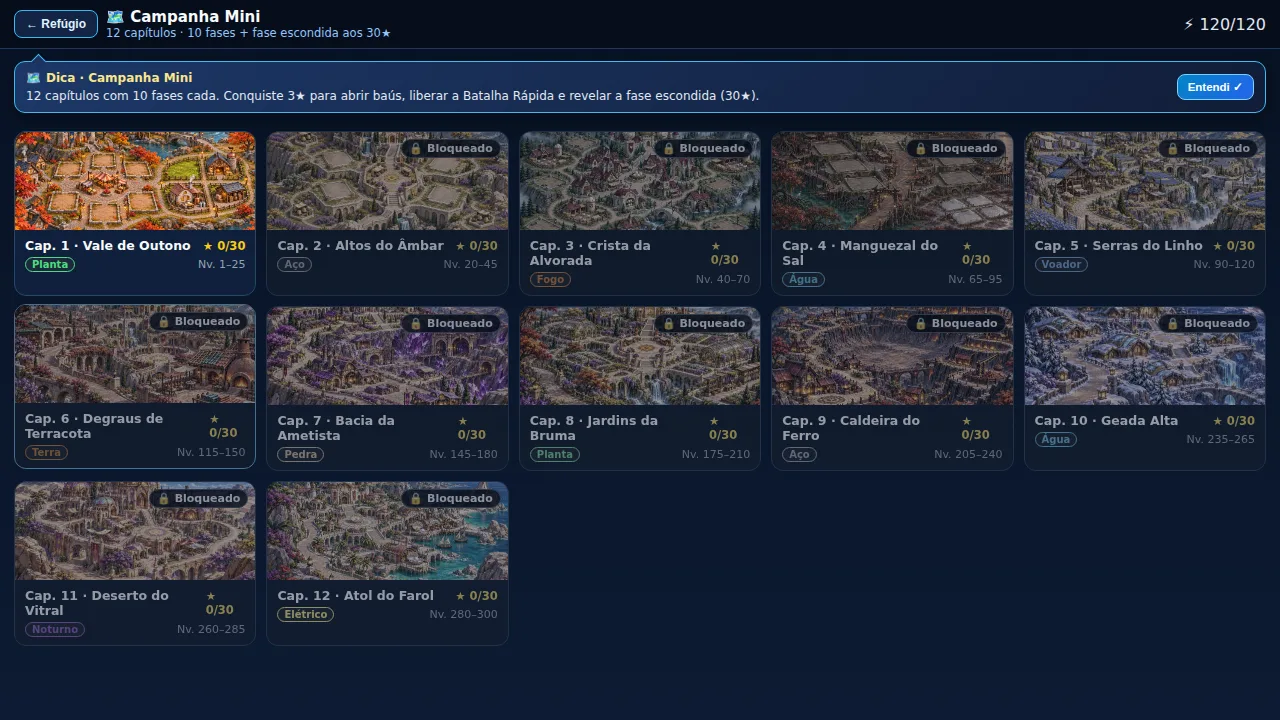 ← Refúgio
🗺️ Campanha Mini
12 capítulos · 10 fases + fase escondida aos 30★
⚡ 120/120
🗺️ Dica · Campanha Mini
12 capítulos com 10 fases cada. Conquiste 3★ para abrir baús, liberar a Batalha Rápida e revelar a fase escondida (30★).
Entendi ✓
Cap. 1 · Vale de Outono ★ 0/30
Planta Nv. 1–25
🔒 Bloqueado
Cap. 2 · Altos do Âmbar ★ 0/30
Aço Nv. 20–45
🔒 Bloqueado
Cap. 3 · Crista da
Alvorada
★
0/30
Fogo Nv. 40–70
🔒 Bloqueado
Cap. 4 · Manguezal do
Sal
★
0/30
Água Nv. 65–95
🔒 Bloqueado
Cap. 5 · Serras do Linho ★ 0/30
Voador Nv. 90–120
🔒 Bloqueado
Cap. 6 · Degraus de
Terracota
★
0/30
Terra Nv. 115–150
🔒 Bloqueado
Cap. 7 · Bacia da
Ametista
★
0/30
Pedra Nv. 145–180
🔒 Bloqueado
Cap. 8 · Jardins da
Bruma
★
0/30
Planta Nv. 175–210
🔒 Bloqueado
Cap. 9 · Caldeira do
Ferro
★
0/30
Aço Nv. 205–240
🔒 Bloqueado
Cap. 10 · Geada Alta ★ 0/30
Água Nv. 235–265
🔒 Bloqueado
Cap. 11 · Deserto do
Vitral
★
0/30
Noturno Nv. 260–285
🔒 Bloqueado
Cap. 12 · Atol do Farol ★ 0/30
Elétrico Nv. 280–300